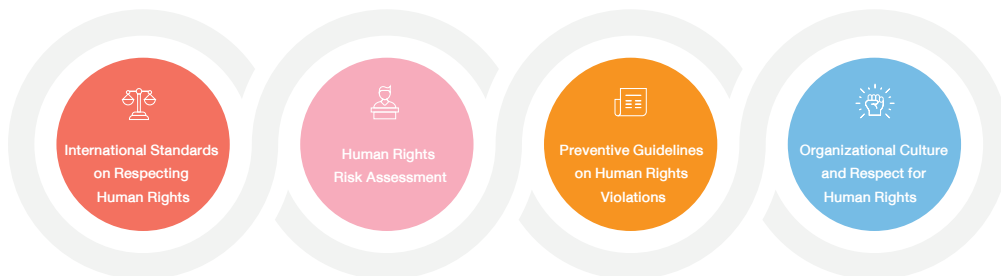 International Standards
on Respecting
Human Rights
Human Rights
Risk Assessment
Preventive Guidelines
on Human Rights
Violations
Organizational Culture
and Respect for
Human Rights